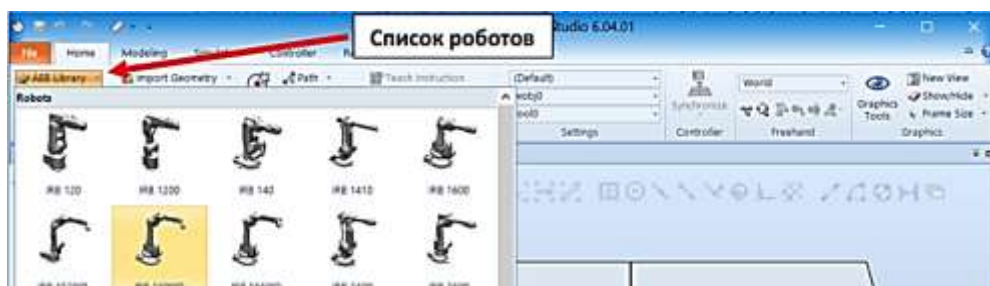 Studio 6.04.01
Список роботов
File Home Modeling Controller
ABB Library Import Geometry Path Teach Instruction (Default) World New View
Robots wobj0 Synchronize Graphics Tools Show/Hide
tool0 Frame Size
Settings Controller Freehand Graphics
IRB 120 IRB 1200 IRB 140 IRB 1410 IRB 1600